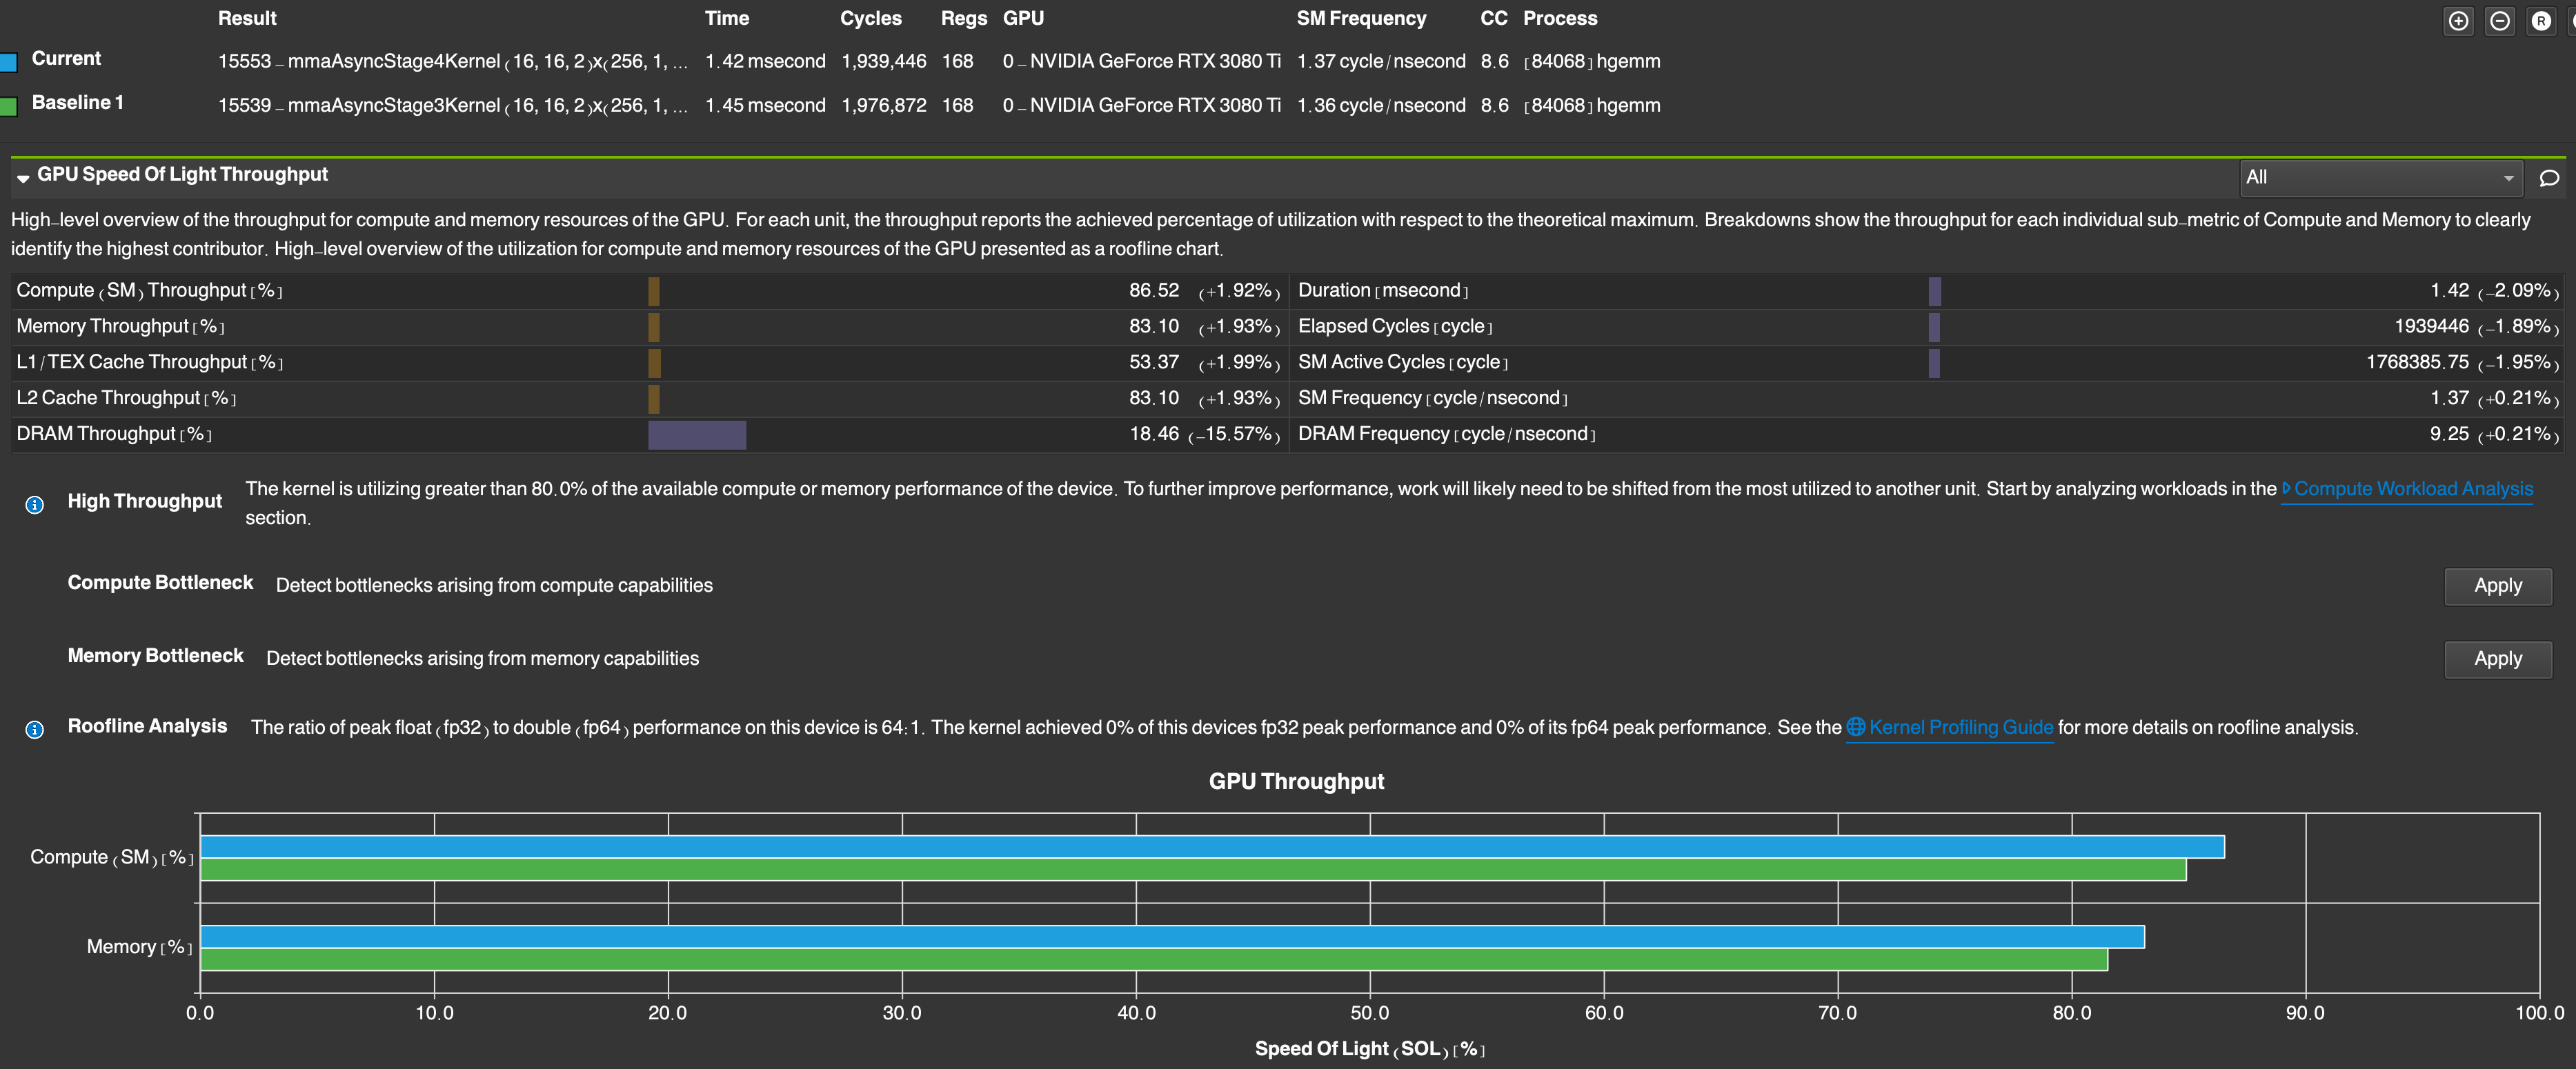 Result Time Cycles Regs GPU SM Frequency CC Process
Current 15553 - mmaAsyncStage4Kernel (16, 16, 2)x(256, 1, ... 1.42 msecond 1,939,446 168 0 - NVIDIA GeForce RTX 3080 Ti 1.37 cycle/nsecond 8.6 [84068] hgemm
Baseline 1 15539 - mmaAsyncStage3Kernel (16, 16, 2)x(256, 1, ... 1.45 msecond 1,976,872 168 0 - NVIDIA GeForce RTX 3080 Ti 1.36 cycle/nsecond 8.6 [84068] hgemm
R
GPU Speed Of Light Throughput All
High-level overview of the throughput for compute and memory resources of the GPU. For each unit, the throughput reports the achieved percentage of utilization with respect to the theoretical maximum. Breakdowns show the throughput for each individual sub-metric of Compute and Memory to clearly
identify the highest contributor. High-level overview of the utilization for compute and memory resources of the GPU presented as a roofline chart.
Compute (SM) Throughput [%] 86.52 (+1.92%) Duration [msecond] 1.42 (-2.09%)
Memory Throughput [%] 83.10 (+1.93%) Elapsed Cycles [cycle] 1939446 (-1.89%)
L1/TEX Cache Throughput [%] 53.37 (+1.99%) SM Active Cycles [cycle] 1768385.75 (-1.95%)
L2 Cache Throughput [%] 83.10 (+1.93%) SM Frequency [cycle/nsecond] 1.37 (+0.21%)
DRAM Throughput [%] 18.46 (-15.57%) DRAM Frequency [cycle/nsecond] 9.25 (+0.21%)
High Throughput The kernel is utilizing greater than 80.0% of the available compute or memory performance of the device. To further improve performance, work will likely need to be shifted from the most utilized to another unit. Start by analyzing workloads in the Compute Workload Analysis
section.
Compute Bottleneck Detect bottlenecks arising from compute capabilities Apply
Memory Bottleneck Detect bottlenecks arising from memory capabilities Apply
Roofline Analysis The ratio of peak float (fp32) to double (fp64) performance on this device is 64:1. The kernel achieved 0% of this devices fp32 peak performance and 0% of its fp64 peak performance. See the Kernel Profiling Guide for more details on roofline analysis.
GPU Throughput
Compute (SM) [%]
Memory [%]
0.0 10.0 20.0 30.0 40.0 50.0 60.0 70.0 80.0 90.0 100.0
Speed Of Light (SOL) [%]